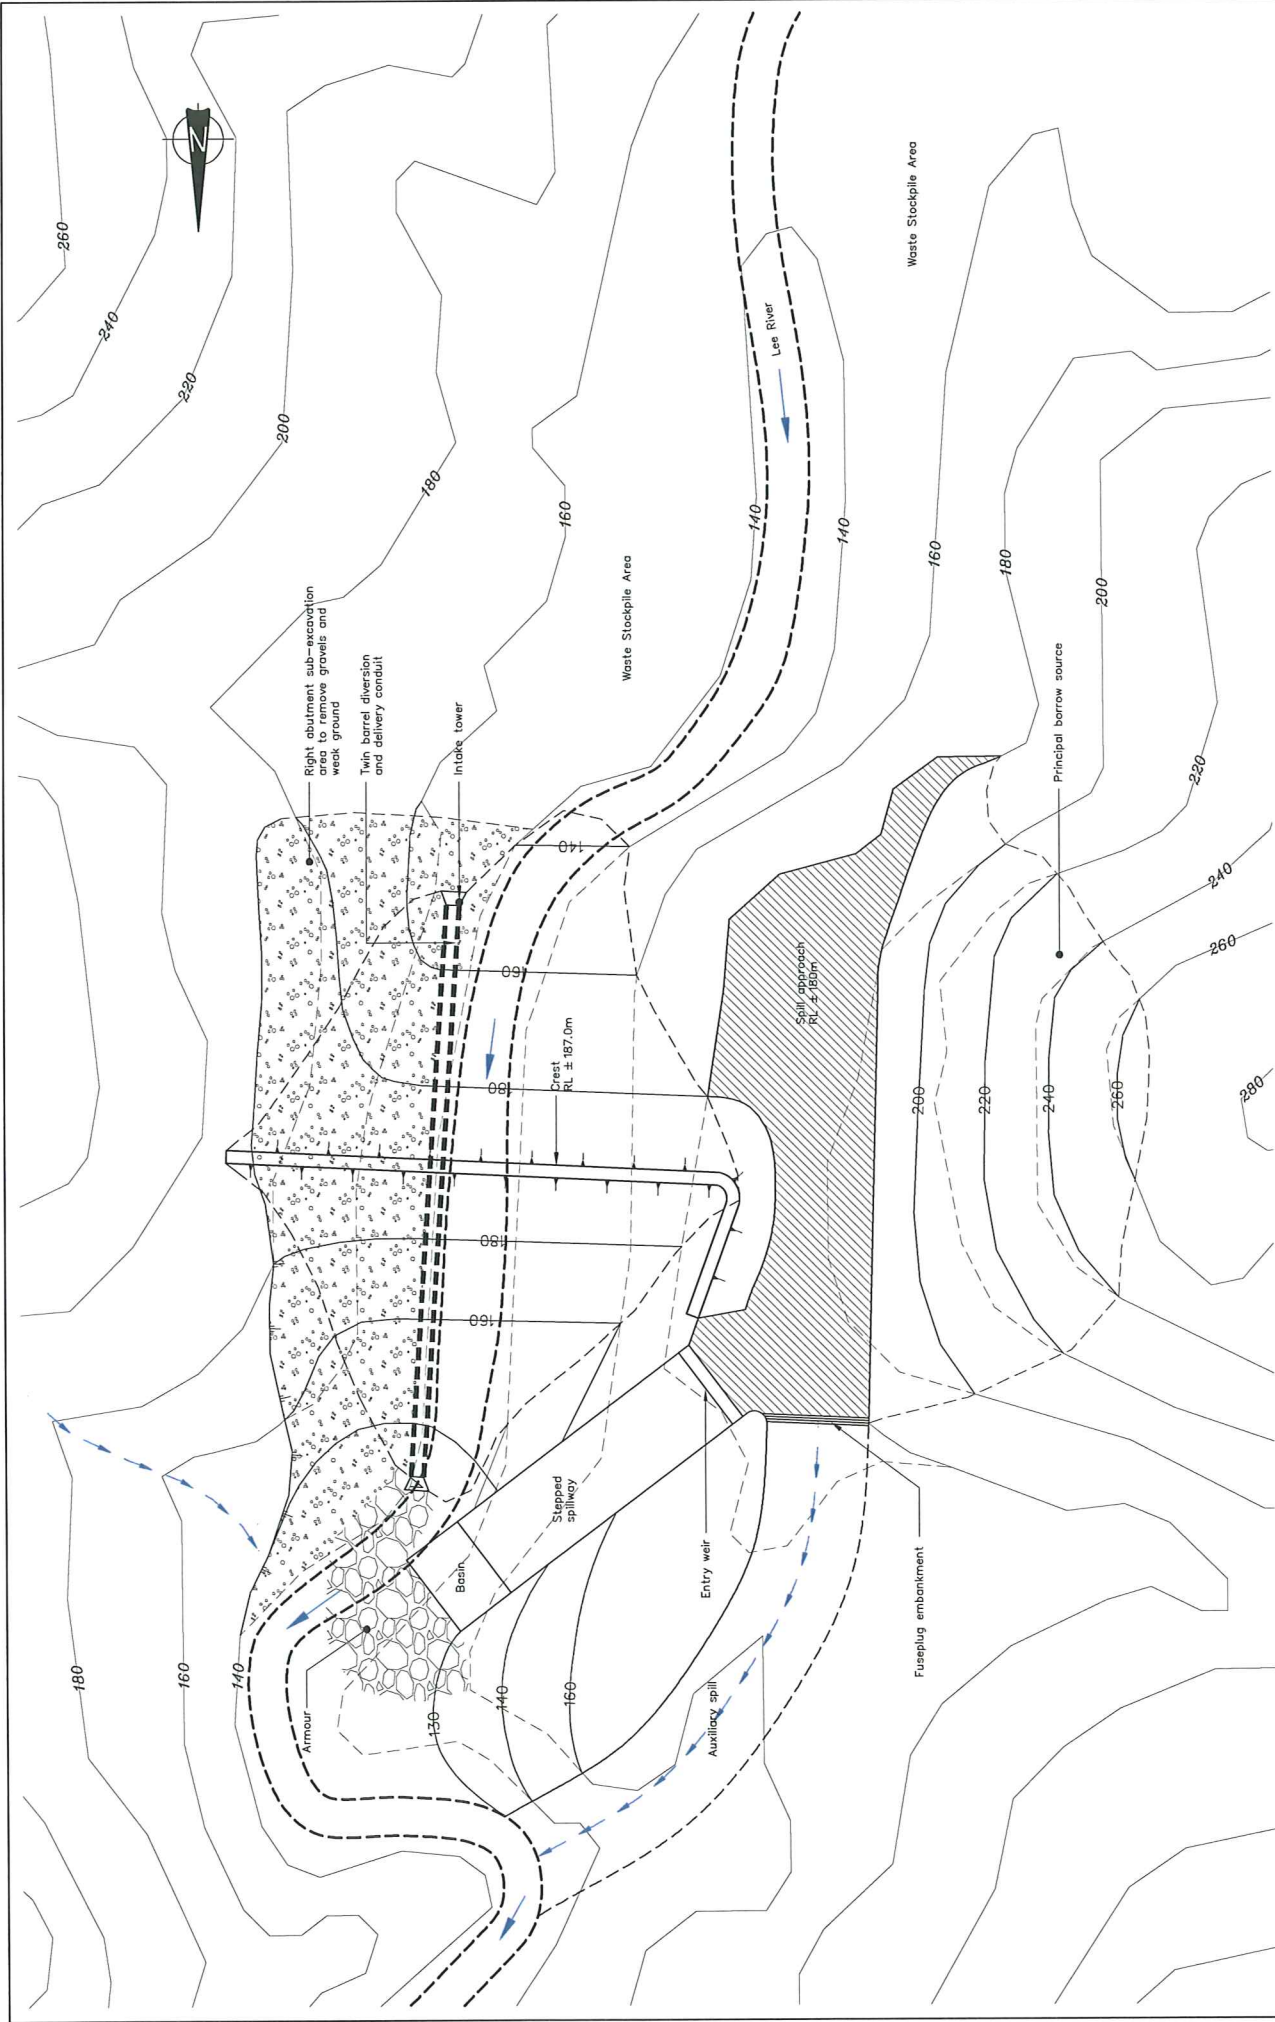 N
260
240
220
200
180
160
140
140
160
180
200
220
240
260
280
Waste Stockpile Area
Lee River
Waste Stockpile Area
Right abutment sub-excavation
area to remove gravels and
weak ground
Twin barrel diversion
and delivery conduit
Intake tower
Principal borrow source
140
160
180
Crest
RL ±187.0m
Spill approach
RL ±180m
200
220
240
260
180
160
Stepped
spillway
Basin
Entry weir
Fuseplug embankment
Armour
Auxiliary spill
130
140
160
180
160
140